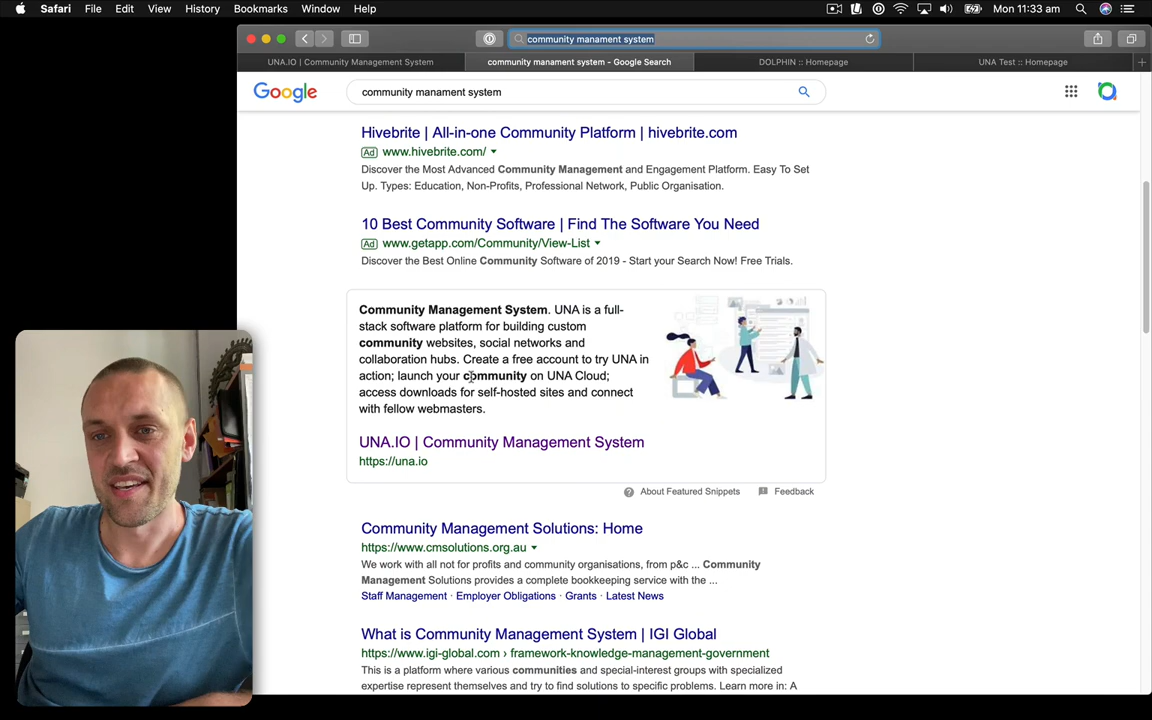 Safari File Edit View History Bookmarks Window Help Mon 11:33 am
community manament system
UNA.IO | Community Management System community manament system - Google Search DOLPHIN :: Homepage UNA Test :: Homepage
Google community manament system
Hivebrite | All-in-one Community Platform | hivebrite.com
Ad www.hivebrite.com/
Discover the Most Advanced Community Management and Engagement Platform. Easy To Set
Up. Types: Education, Non-Profits, Professional Network, Public Organisation.
10 Best Community Software | Find The Software You Need
Ad www.getapp.com/Community/View-List
Discover the Best Online Community Software of 2019 - Start your Search Now! Free Trials.
Community Management System. UNA is a full-
stack software platform for building custom
community websites, social networks and
collaboration hubs. Create a free account to try UNA in
action; launch your community on UNA Cloud;
access downloads for self-hosted sites and connect
with fellow webmasters.
UNA.IO | Community Management System
https://una.io
About Featured Snippets Feedback
Community Management Solutions: Home
https://www.cmsolutions.org.au
We work with all not for profits and community organisations, from p&c ... Community
Management Solutions provides a complete bookkeeping service with the ...
Staff Management · Employer Obligations · Grants · Latest News
What is Community Management System | IGI Global
https://www.igi-global.com › framework-knowledge-management-government
This is a platform where various communities and special-interest groups with specialized
expertise represent themselves and try to find solutions to specific problems. Learn more in: A